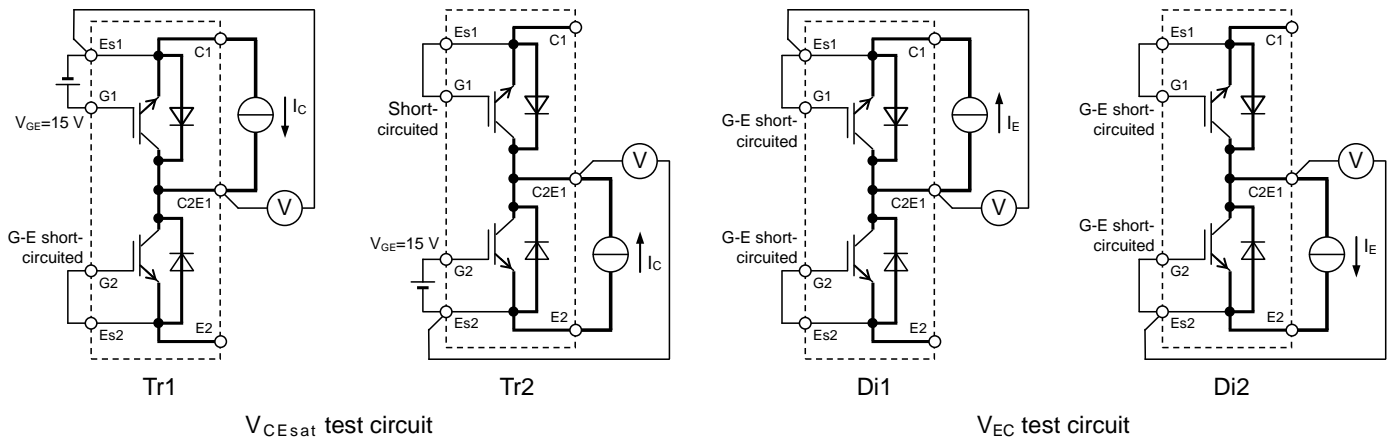 Es1
C1
G1
V_GE=15 V
I_C
C2E1
V
G-E short-
circuited
G2
Es2
E2
Tr1
Es1
C1
G1
Short-
circuited
V
C2E1
V_GE=15 V
G2
I_C
Es2
E2
Tr2
V_CEsat test circuit
Es1
C1
G1
G-E short-
circuited
I_E
C2E1
V
G-E short-
circuited
G2
Es2
E2
Di1
Es1
C1
G1
G-E short-
circuited
V
C2E1
G-E short-
circuited
G2
I_E
Es2
E2
Di2
V_EC test circuit